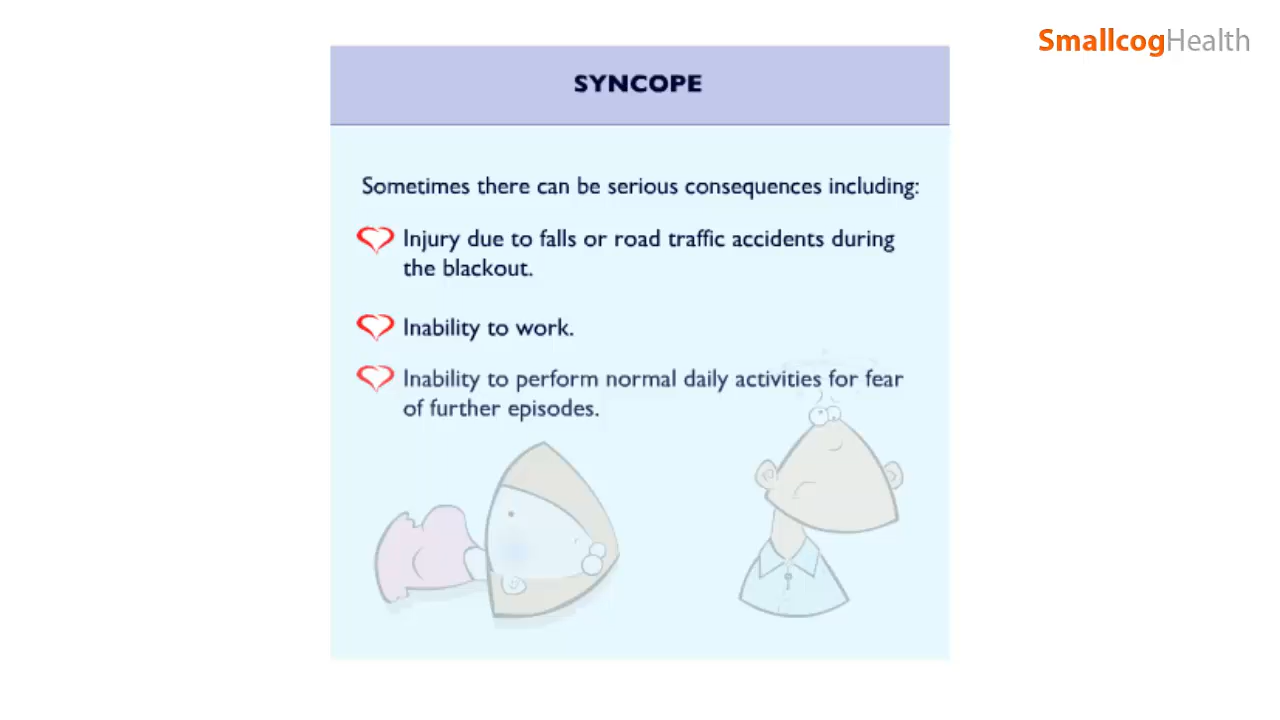 SmallcogHealth
SYNCOPE
Sometimes there can be serious consequences including:
Injury due to falls or road traffic accidents during
the blackout.
Inability to work.
Inability to perform normal daily activities for fear
of further episodes.